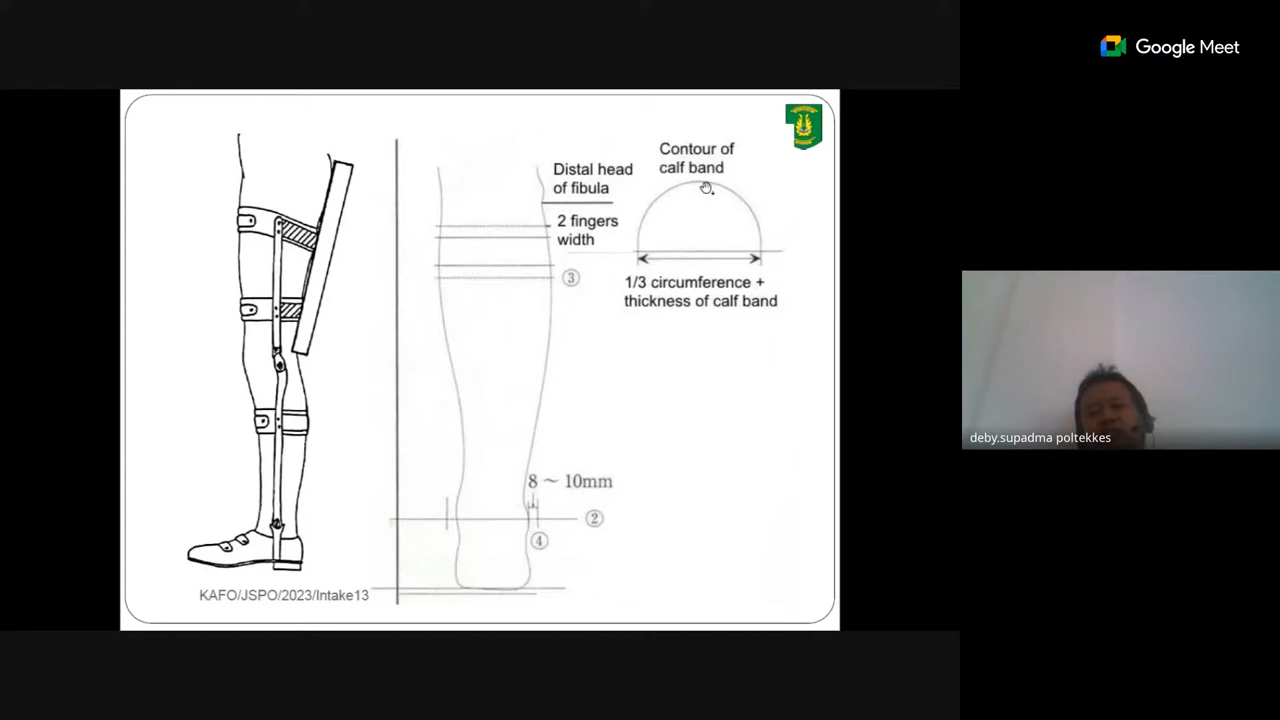 Google Meet
Contour of
calf band
Distal head
of fibula
2 fingers
width
③
1/3 circumference +
thickness of calf band
8 ~ 10mm
②
④
KAFO/JSPO/2023/Intake13
deby.supadma poltekkes